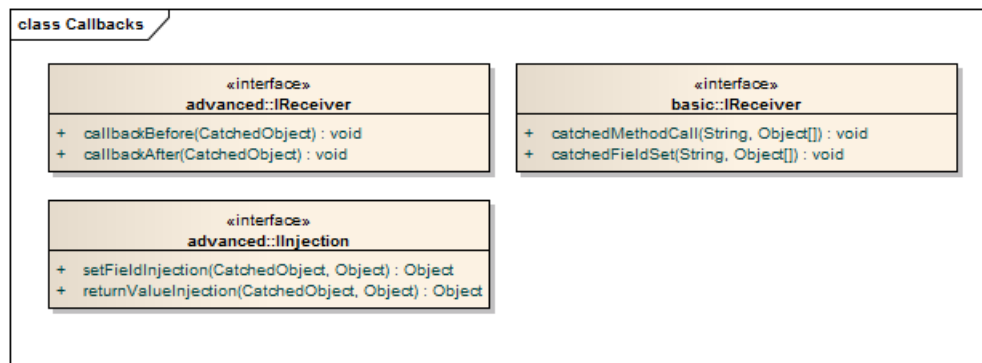 class Callbacks
«interface»
advanced::IReceiver
+ callbackBefore(CatchedObject) : void
+ callbackAfter(CatchedObject) : void
«interface»
basic::IReceiver
+ catchedMethodCall(String, Object[]) : void
+ catchedFieldSet(String, Object[]) : void
«interface»
advanced::IInjection
+ setFieldInjection(CatchedObject, Object) : Object
+ returnValueInjection(CatchedObject, Object) : Object